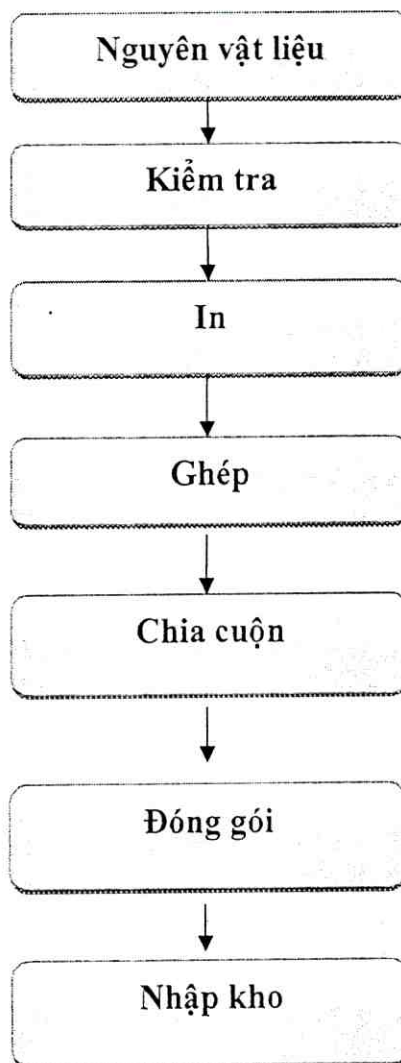 Nguyên vật liệu
Kiểm tra
In
Ghép
Chia cuộn
Đóng gói
Nhập kho